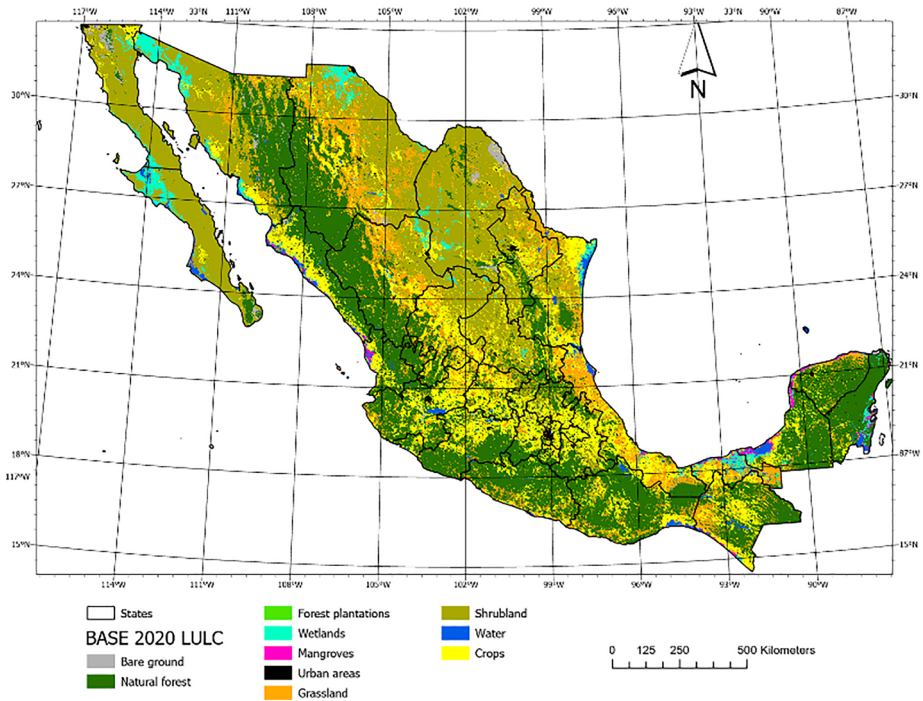 117°W 114°W 33°N 111°W 108°W 105°W 102°W 99°W 96°W 93°W 33°N 90°W 87°W
N
30°N 30°N
27°N 27°N
24°N 24°N
21°N 21°N
18°N 87°W
117°W 18°N
15°N 15°N
114°W 111°W 108°W 105°W 102°W 99°W 96°W 93°W 90°W
States
BASE 2020 LULC
Bare ground
Natural forest
Forest plantations
Wetlands
Mangroves
Urban areas
Grassland
Shrubland
Water
Crops
0 125 250 500 Kilometers